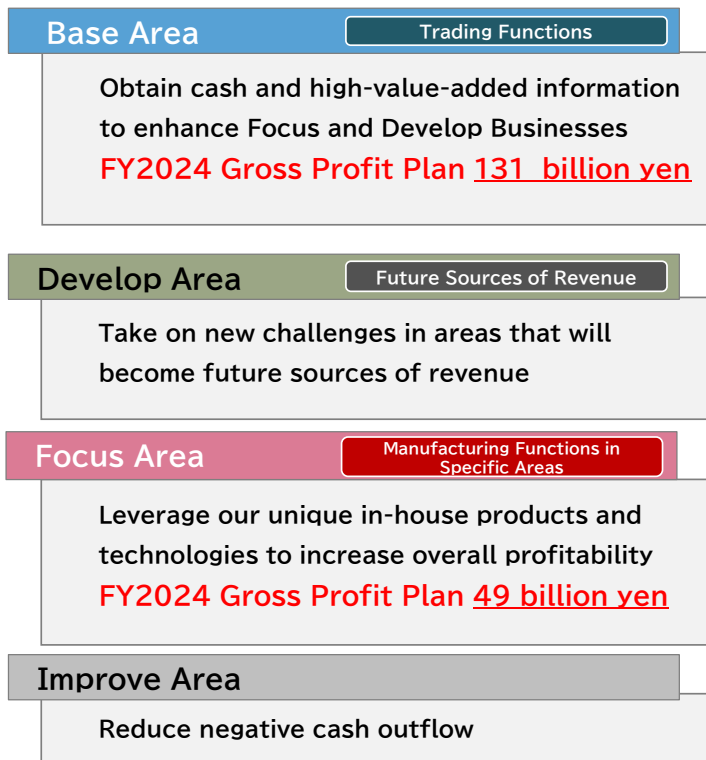 Base Area
Trading Functions
Obtain cash and high-value-added information
to enhance Focus and Develop Businesses
FY2024 Gross Profit Plan 131 billion yen
Develop Area
Future Sources of Revenue
Take on new challenges in areas that will
become future sources of revenue
Focus Area
Manufacturing Functions in
Specific Areas
Leverage our unique in-house products and
technologies to increase overall profitability
FY2024 Gross Profit Plan 49 billion yen
Improve Area
Reduce negative cash outflow